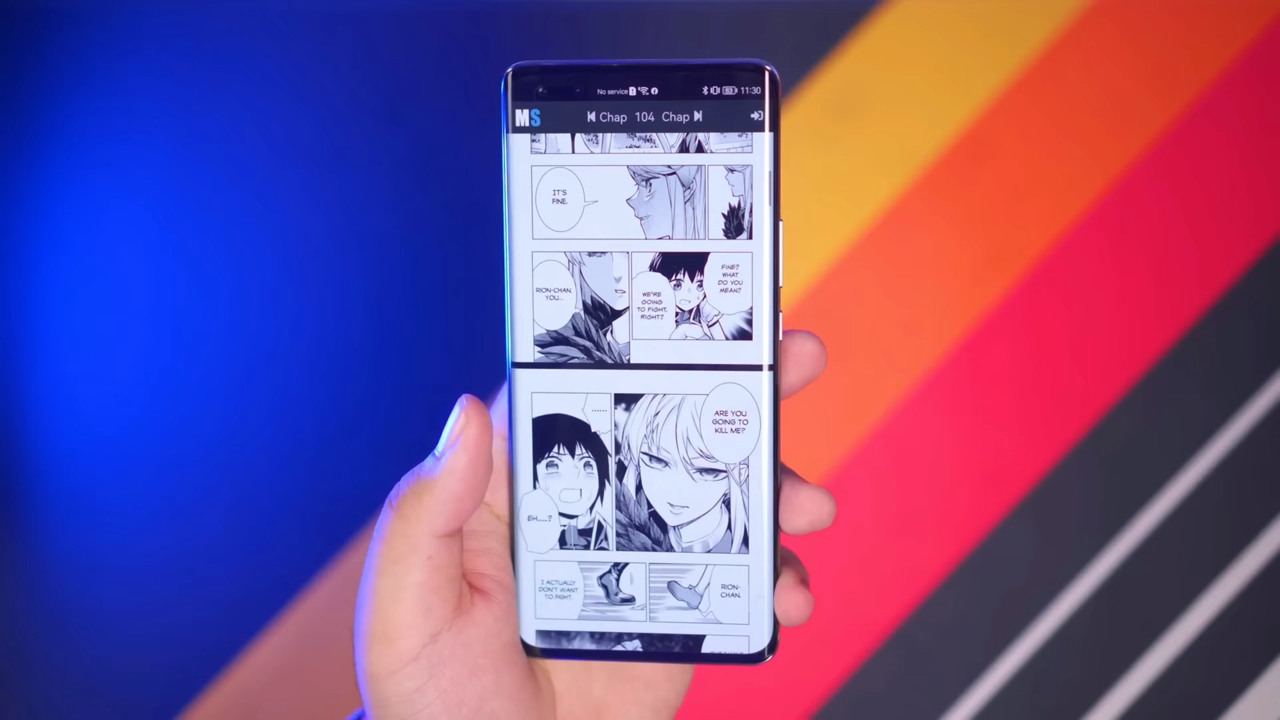 No service 11:30
MS Chap 104 Chap
IT'S
FINE.
RION-CHAN,
YOU...
FINE?
WHAT
DO YOU
MEAN?
WE'RE
GOING
TO FIGHT,
RIGHT?
......
ARE YOU
GOING TO
KILL ME?
EH......?
I ACTUALLY
DON'T WANT
TO FIGHT.
RION-
CHAN.